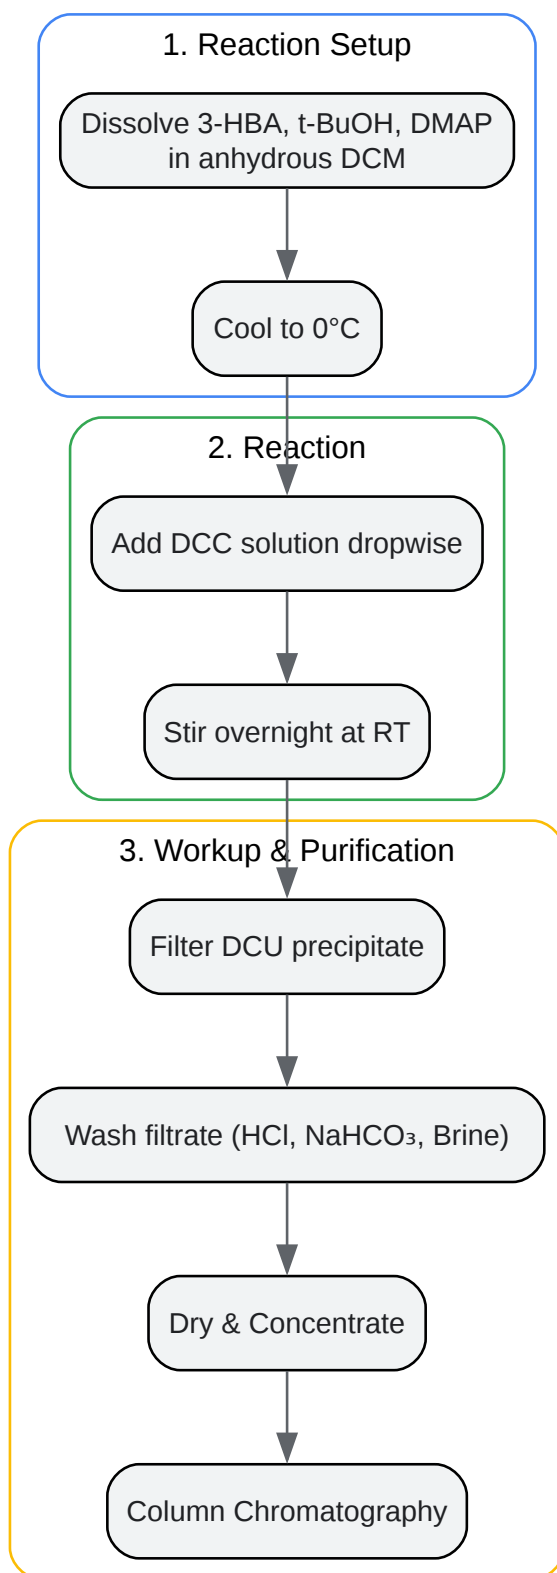 1. Reaction Setup
Dissolve 3-HBA, t-BuOH, DMAP
in anhydrous DCM
Cool to 0°C
2. Reaction
Add DCC solution dropwise
Stir overnight at RT
3. Workup & Purification
Filter DCU precipitate
Wash filtrate (HCl, NaHCO₃, Brine)
Dry & Concentrate
Column Chromatography